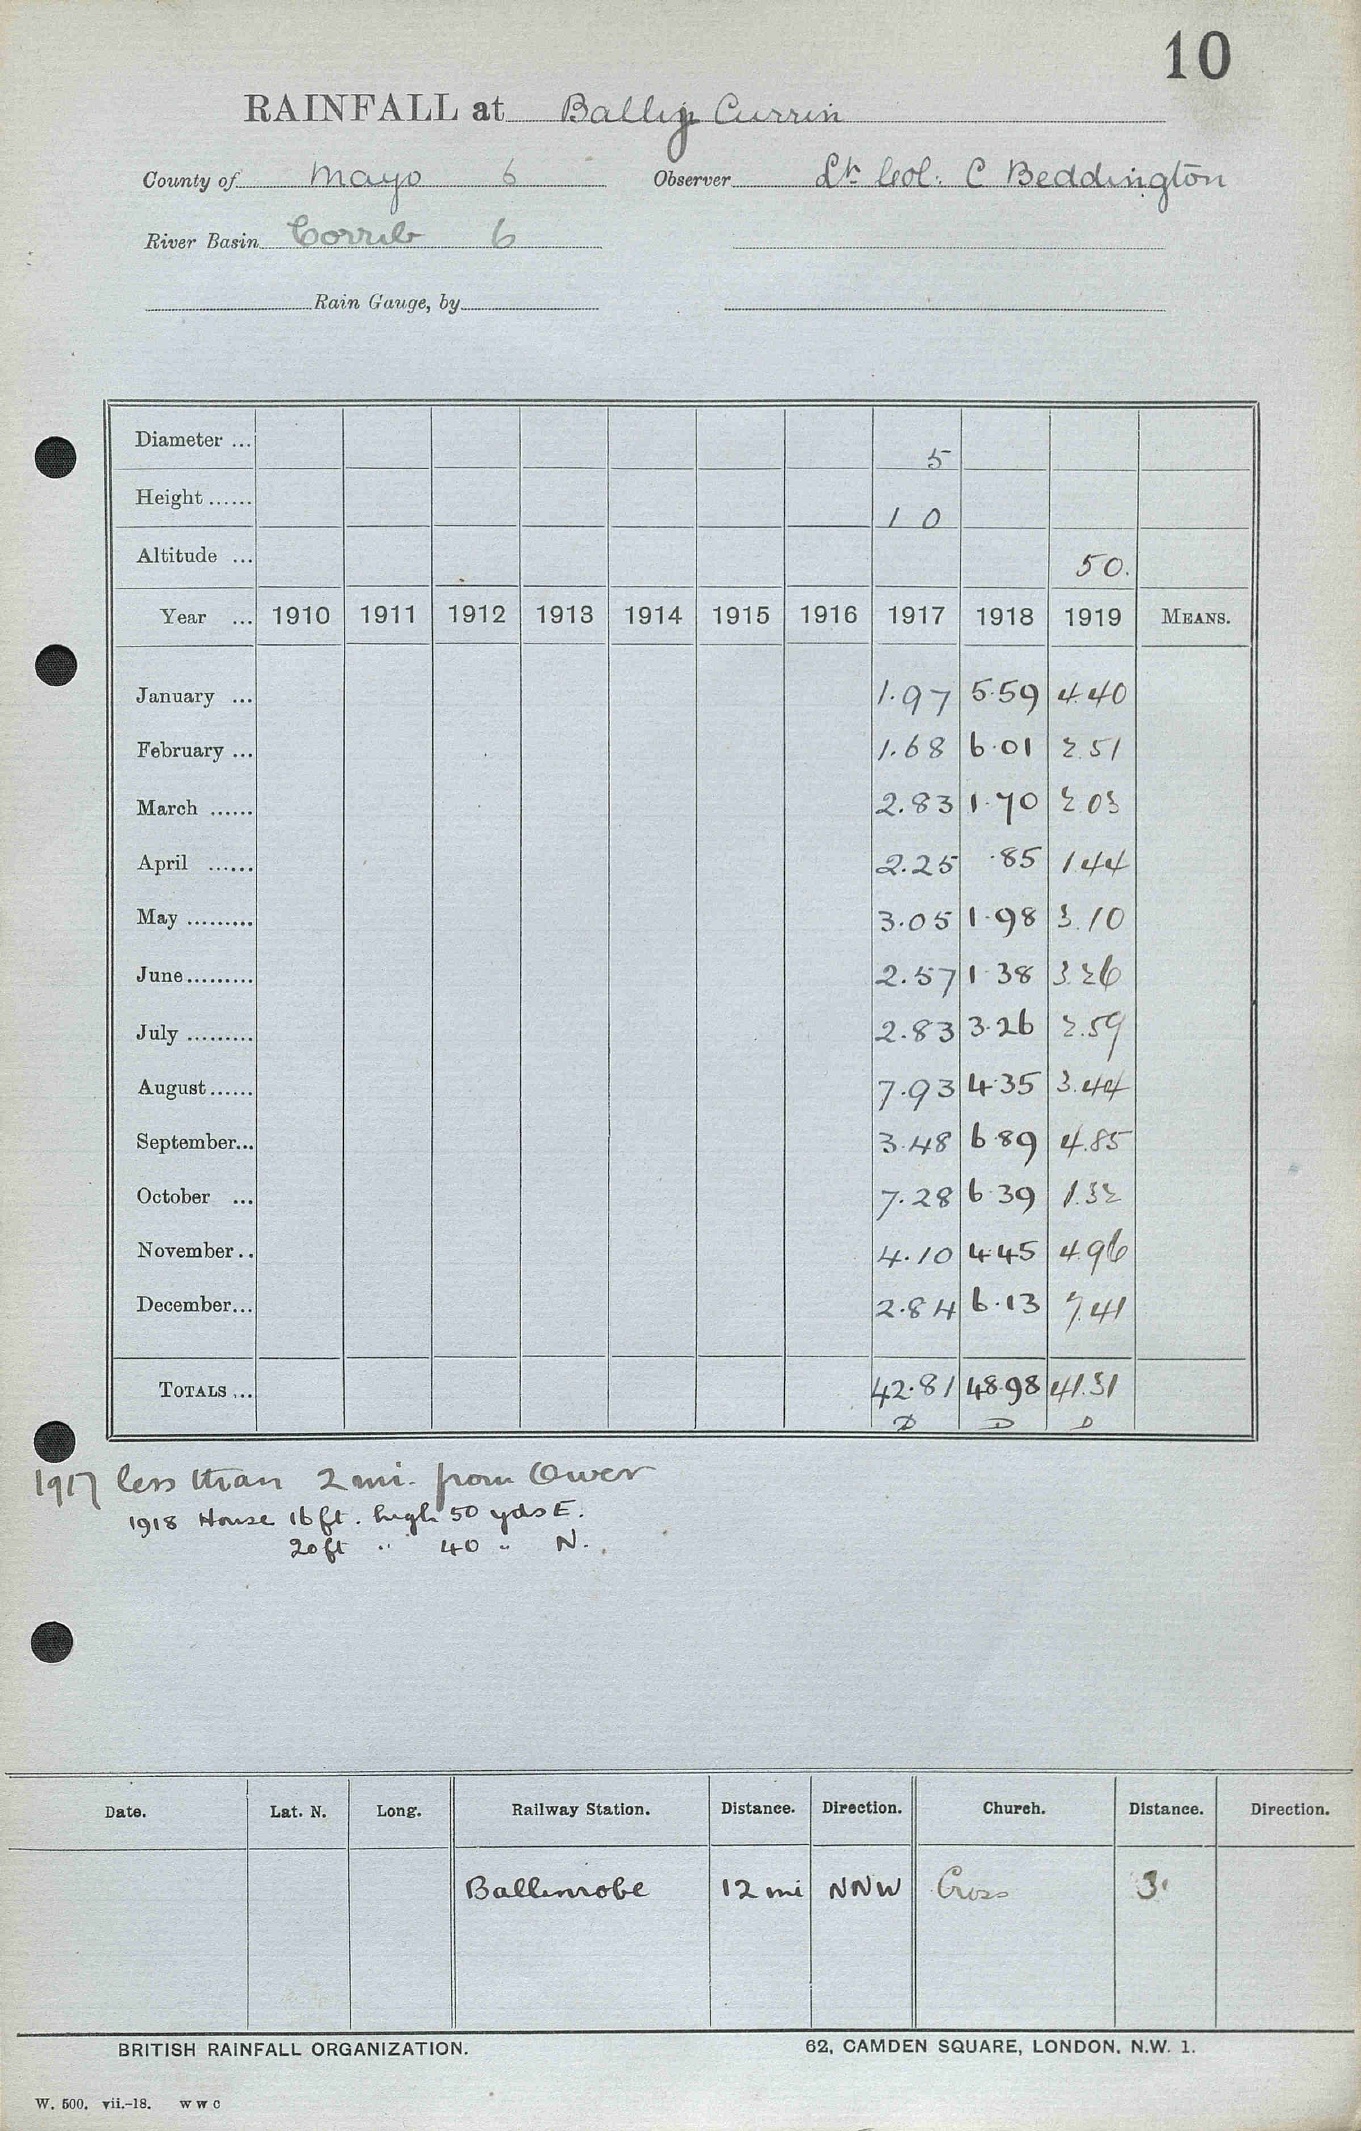 10
RAINFALL at Bally Currin
County of Mayo 6 Observer Lt Col. C Beddington
River Basin Corrib 6
Rain Gauge, by
Diameter ... 5
Height ...... 1 0
Altitude ... 50.
Year ... 1910 1911 1912 1913 1914 1915 1916 1917 1918 1919 MEANS.
January ... 1.97 5.59 4.40
February ... 1.68 6.01 2.51
March ...... 2.83 1.70 2.03
April ...... 2.25 .85 1.44
May ......... 3.05 1.98 3.10
June ......... 2.57 1.38 3.26
July ......... 2.83 3.26 2.59
August ...... 7.93 4.35 3.44
September ... 3.48 6.89 4.85
October ... 7.28 6.39 1.32
November .. 4.10 4.45 4.96
December ... 2.84 6.13 7.41
TOTALS ... 42.81 48.98 41.31
D D D
1917 less than 2 mi. from Ower
1918 House 16 ft. high 50 yds E.
20 ft " 40 " N.
Date. Lat. N. Long. Railway Station. Distance. Direction. Church. Distance. Direction.
Ballinrobe 12 mi NNW Cross 3
BRITISH RAINFALL ORGANIZATION. 62, CAMDEN SQUARE, LONDON. N.W. 1.
W. 500. vii.-18. W W C